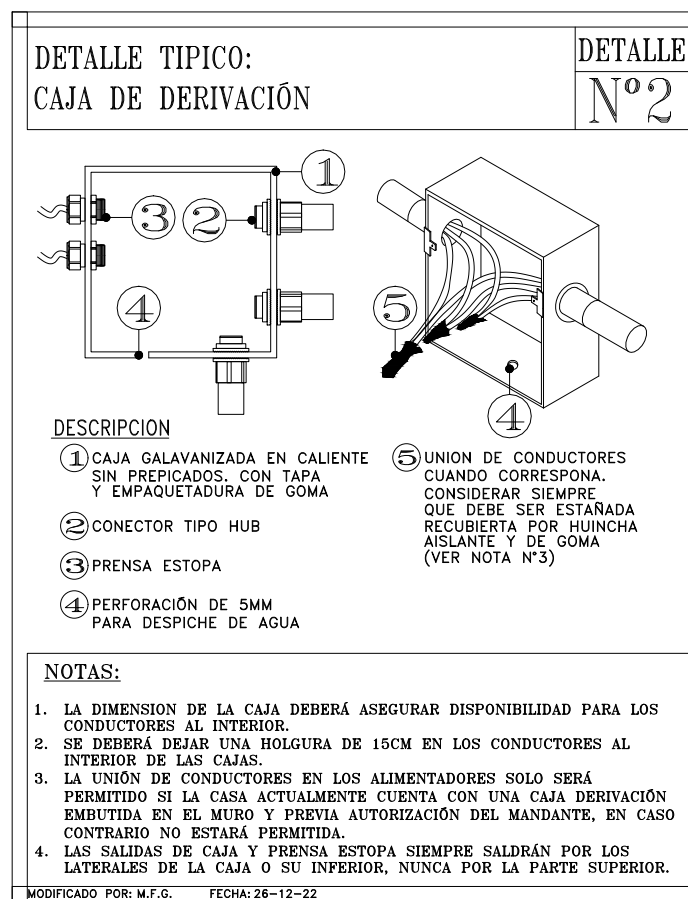 DETALLE TIPICO:
CAJA DE DERIVACIÓN
DETALLE
Nº2
1
3
2
4
5
4
DESCRIPCION
1 CAJA GALAVANIZADA EN CALIENTE
SIN PREPICADOS. CON TAPA
Y EMPAQUETADURA DE GOMA
2 CONECTOR TIPO HUB
3 PRENSA ESTOPA
4 PERFORACIÓN DE 5MM
PARA DESPICHE DE AGUA
5 UNION DE CONDUCTORES
CUANDO CORRESPONA.
CONSIDERAR SIEMPRE
QUE DEBE SER ESTAÑADA
RECUBIERTA POR HUINCHA
AISLANTE Y DE GOMA
(VER NOTA N°3)
NOTAS:
1. LA DIMENSION DE LA CAJA DEBERÁ ASEGURAR DISPONIBILIDAD PARA LOS
CONDUCTORES AL INTERIOR.
2. SE DEBERÁ DEJAR UNA HOLGURA DE 15CM EN LOS CONDUCTORES AL
INTERIOR DE LAS CAJAS.
3. LA UNIÓN DE CONDUCTORES EN LOS ALIMENTADORES SOLO SERÁ
PERMITIDO SI LA CASA ACTUALMENTE CUENTA CON UNA CAJA DERIVACIÓN
EMBUTIDA EN EL MURO Y PREVIA AUTORIZACIÓN DEL MANDANTE, EN CASO
CONTRARIO NO ESTARÁ PERMITIDA.
4. LAS SALIDAS DE CAJA Y PRENSA ESTOPA SIEMPRE SALDRÁN POR LOS
LATERALES DE LA CAJA O SU INFERIOR, NUNCA POR LA PARTE SUPERIOR.
MODIFICADO POR: M.F.G. FECHA: 26-12-22